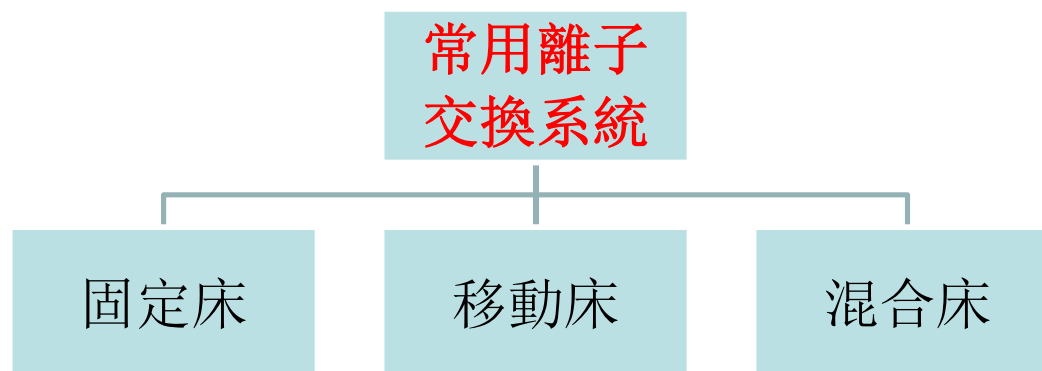 常用離子
交換系統
固定床
移動床
混合床